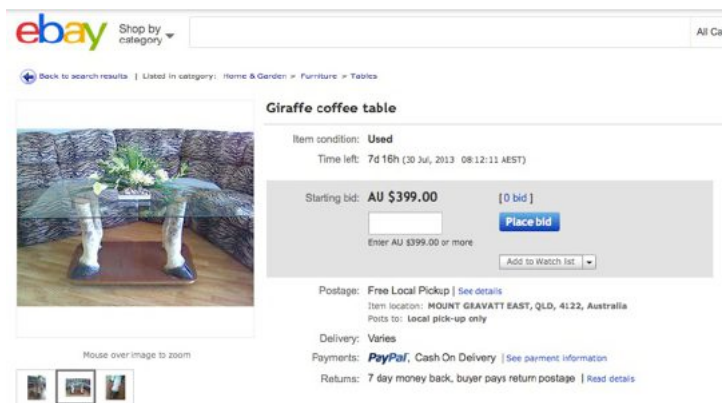 ebay
Shop by category
All Ca
Back to search results | Listed in category: Home & Garden > Furniture > Tables
Giraffe coffee table
Item condition: Used
Time left: 7d 16h (30 Jul, 2013 08:12:11 AEST)
Starting bid: AU $399.00 [0 bid ]
Place bid
Enter AU $399.00 or more
Add to Watch list
Postage: Free Local Pickup | See details
Item location: MOUNT GRAVATT EAST, QLD, 4122, Australia
Posts to: Local pick-up only
Delivery: Varies
Mouse over image to zoom
Payments: PayPal, Cash On Delivery | See payment information
Returns: 7 day money back, buyer pays return postage | Read details